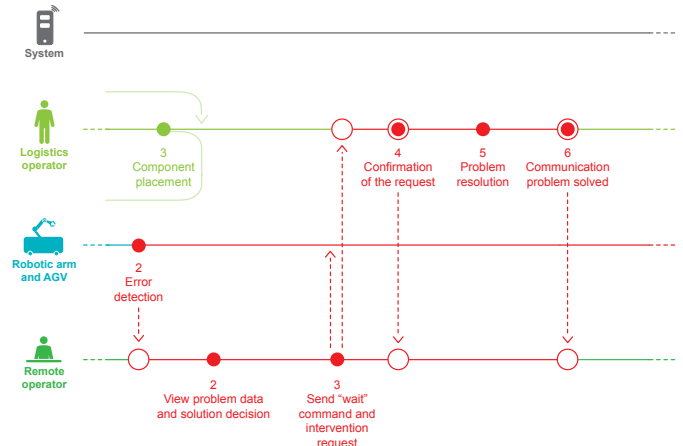 System
Logistics
operator
3
Component
placement
4
Confirmation
of the request
5
Problem
resolution
6
Communication
problem solved
Robotic arm
and AGV
2
Error
detection
Remote
operator
2
View problem data
and solution decision
3
Send “wait”
command and
intervention
request